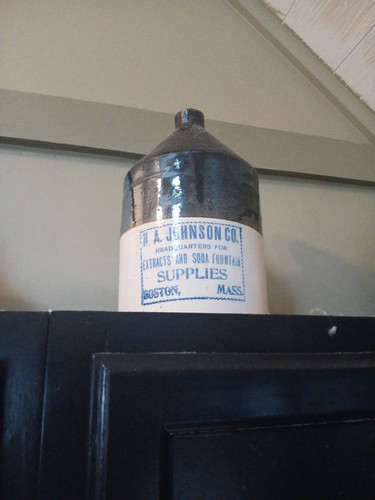 H. A. JOHNSON CO.
HEADQUARTERS FOR
EXTRACTS AND SODA FOUNTAIN
SUPPLIES
BOSTON, MASS.